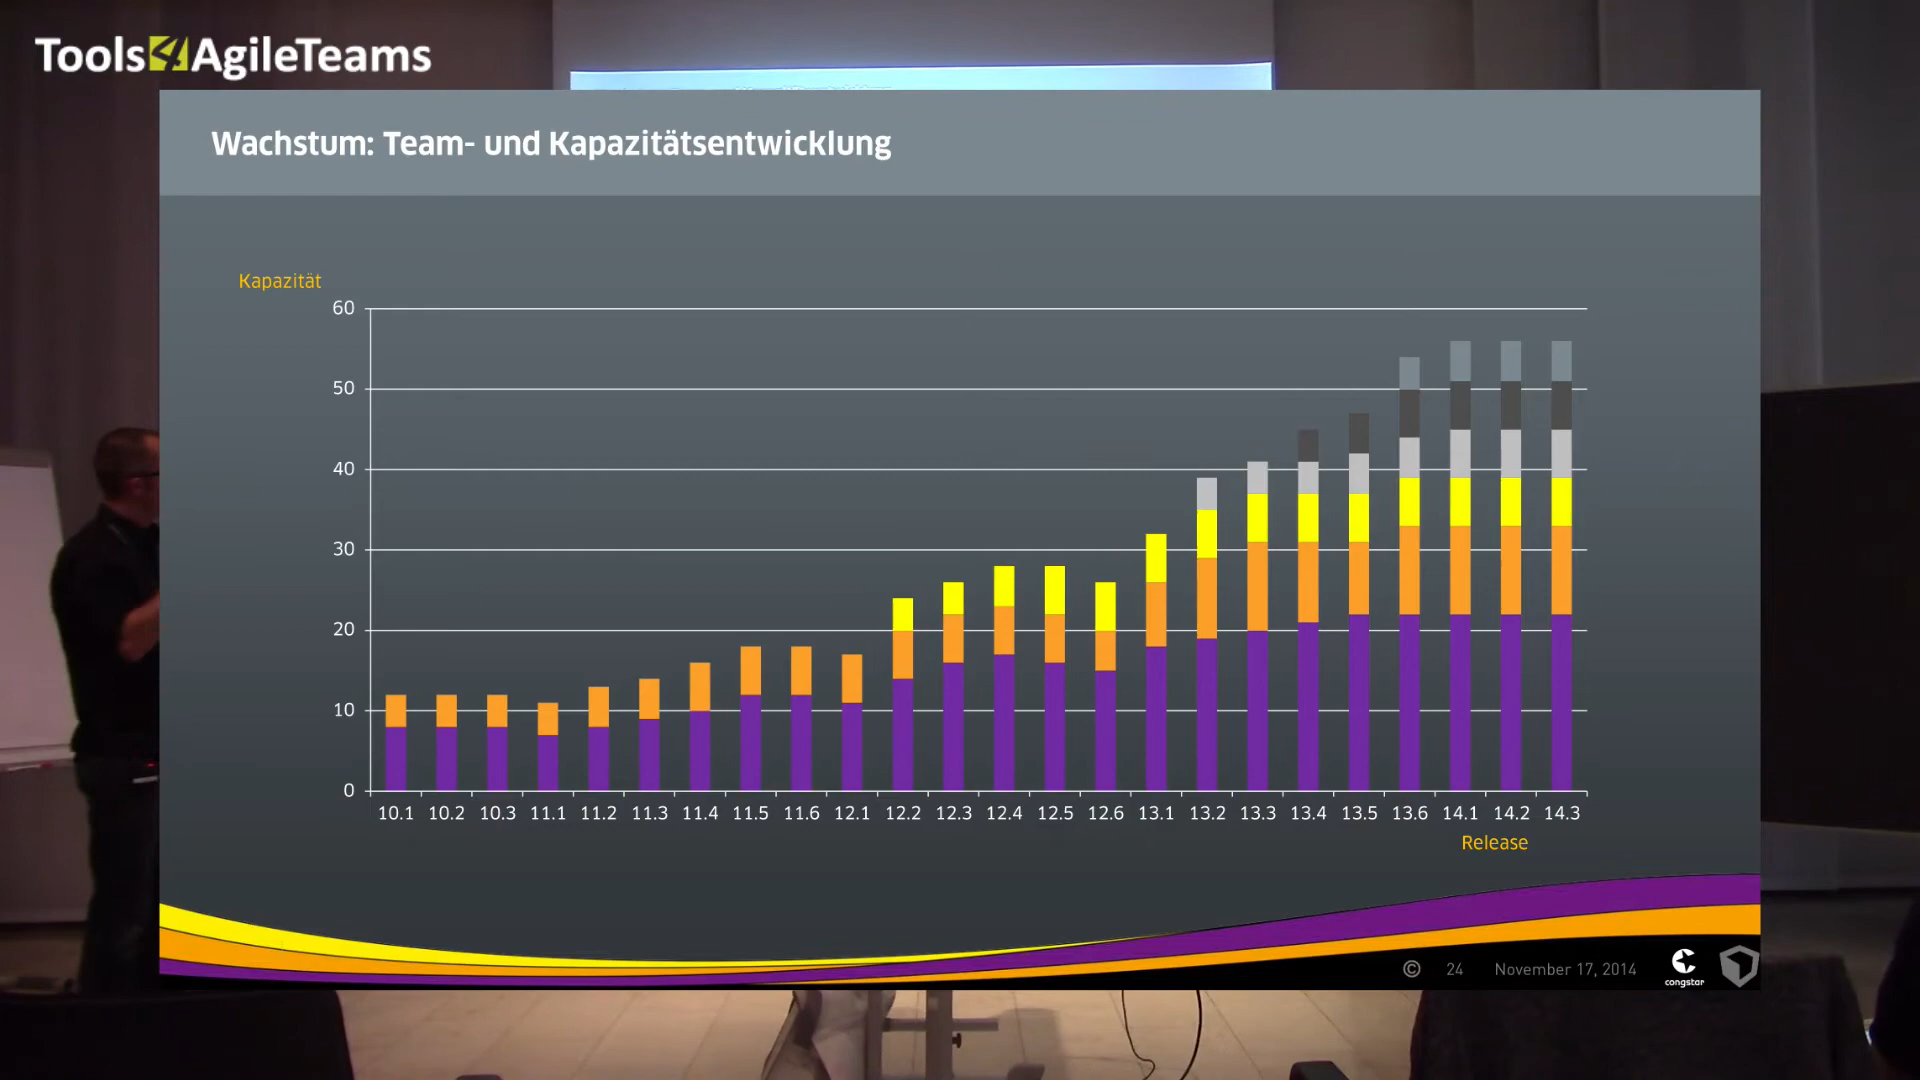 Tools4AgileTeams
Wachstum: Team- und Kapazitätsentwicklung
Kapazität
60
50
40
30
20
10
0
10.1 10.2 10.3 11.1 11.2 11.3 11.4 11.5 11.6 12.1 12.2 12.3 12.4 12.5 12.6 13.1 13.2 13.3 13.4 13.5 13.6 14.1 14.2 14.3
Release
© 24 November 17, 2014
congstar